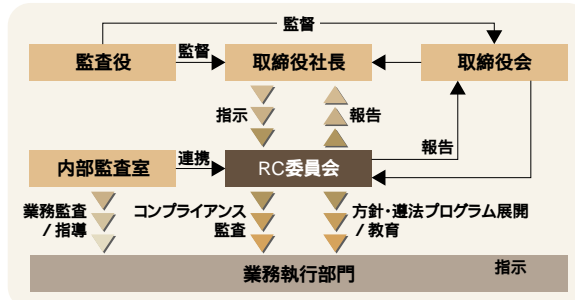 監督
監査役
監督
取締役社長
取締役会
指示
報告
内部監査室
連携
RC委員会
報告
業務監査
/ 指導
コンプライアンス
監査
方針・遵法プログラム展開
/ 教育
指示
業務執行部門